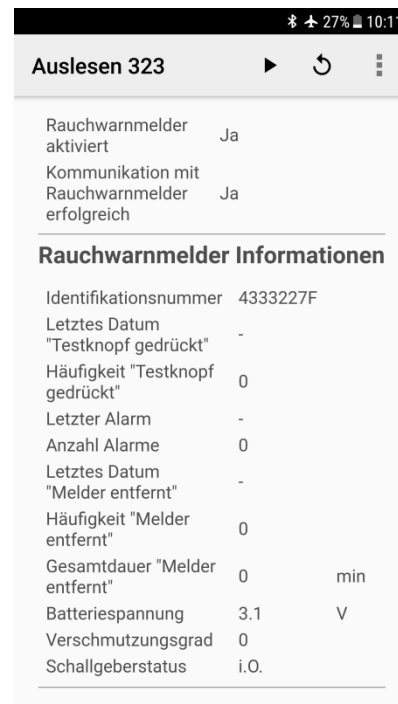 27% 10:11
Auslesen 323
Rauchwarnmelder
aktiviert
Ja
Kommunikation mit
Rauchwarnmelder
erfolgreich
Ja
Rauchwarnmelder Informationen
Identifikationsnummer 4333227F
Letztes Datum
"Testknopf gedrückt"
-
Häufigkeit "Testknopf
gedrückt"
0
Letzter Alarm -
Anzahl Alarme 0
Letztes Datum
"Melder entfernt"
-
Häufigkeit "Melder
entfernt"
0
Gesamtdauer "Melder
entfernt"
0 min
Batteriespannung 3.1 V
Verschmutzungsgrad 0
Schallgeberstatus i.O.